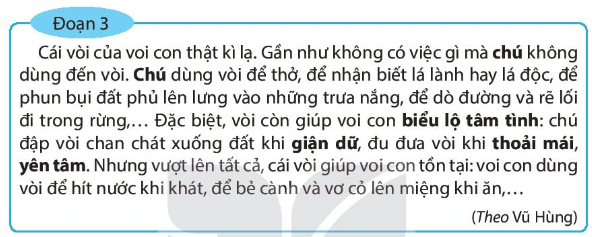 Đoạn 3
Cái vòi của voi con thật kì lạ. Gần như không có việc gì mà chú không
dùng đến vòi. Chú dùng vòi để thở, để nhận biết lá lành hay lá độc, để
phun bụi đất phủ lên lưng vào những trưa nắng, để dò đường và rẽ lối
đi trong rừng,... Đặc biệt, vòi còn giúp voi con biểu lộ tâm tình: chú
đập vòi chan chát xuống đất khi giận dữ, đu đưa vòi khi thoải mái,
yên tâm. Nhưng vượt lên tất cả, cái vòi giúp voi con tồn tại: voi con dùng
vòi để hít nước khi khát, để bẻ cành và vơ cỏ lên miệng khi ăn,...
(Theo Vũ Hùng)